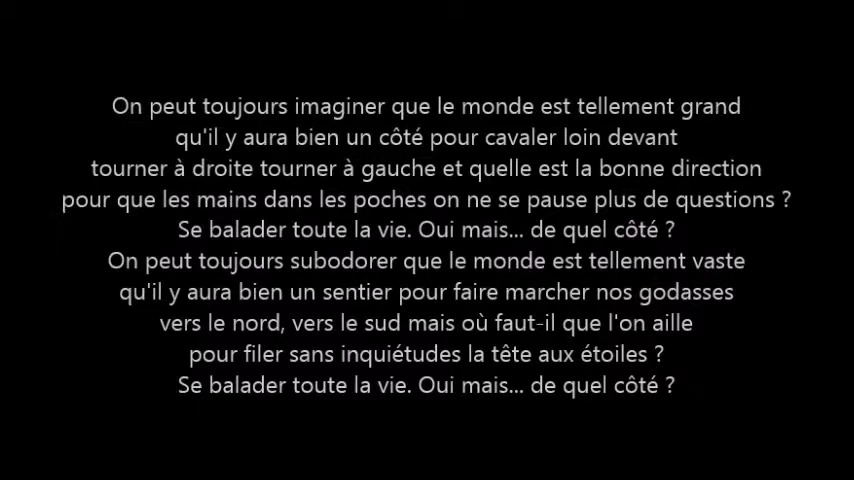 On peut toujours imaginer que le monde est tellement grand
qu'il y aura bien un côté pour cavaler loin devant
tourner à droite tourner à gauche et quelle est la bonne direction
pour que les mains dans les poches on ne se pause plus de questions ?
Se balader toute la vie. Oui mais... de quel côté ?
On peut toujours subodorer que le monde est tellement vaste
qu'il y aura bien un sentier pour faire marcher nos godasses
vers le nord, vers le sud mais où faut-il que l'on aille
pour filer sans inquiétudes la tête aux étoiles ?
Se balader toute la vie. Oui mais... de quel côté ?